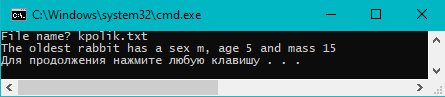 C:\Windows\system32\cmd.exe
File name? kpolik.txt
The oldest rabbit has a sex m, age 5 and mass 15
Для продолжения нажмите любую клавишу . . .